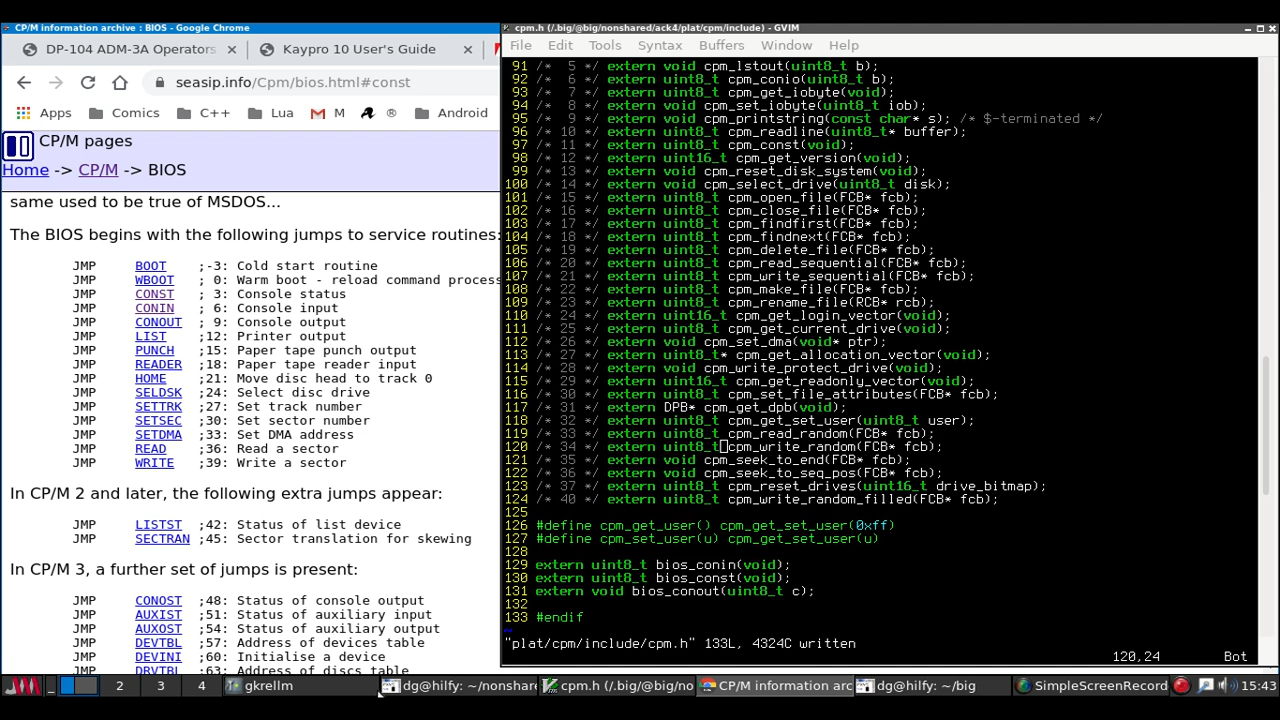 CP/M information archive : BIOS - Google Chrome
DP-104 ADM-3A Operators × Kaypro 10 User's Guide ×
seasip.info/Cpm/bios.html#const
Apps Comics C++ Lua M ® Android
CP/M pages
Home -> CP/M -> BIOS
same used to be true of MSDOS...
The BIOS begins with the following jumps to service routines:
JMP BOOT ;-3: Cold start routine
JMP WBOOT ; 0: Warm boot - reload command process
JMP CONST ; 3: Console status
JMP CONIN ; 6: Console input
JMP CONOUT ; 9: Console output
JMP LIST ;12: Printer output
JMP PUNCH ;15: Paper tape punch output
JMP READER ;18: Paper tape reader input
JMP HOME ;21: Move disc head to track 0
JMP SELDSK ;24: Select disc drive
JMP SETTRK ;27: Set track number
JMP SETSEC ;30: Set sector number
JMP SETDMA ;33: Set DMA address
JMP READ ;36: Read a sector
JMP WRITE ;39: Write a sector
In CP/M 2 and later, the following extra jumps appear:
JMP LISTST ;42: Status of list device
JMP SECTRAN ;45: Sector translation for skewing
In CP/M 3, a further set of jumps is present:
JMP CONOST ;48: Status of console output
JMP AUXIST ;51: Status of auxiliary input
JMP AUXOST ;54: Status of auxiliary output
JMP DEVTBL ;57: Address of devices table
JMP DEVINI ;60: Initialise a device
JMP DRVTBL ;63: Address of discs table
cpm.h (/.big/@big/nonshared/ack4/plat/cpm/include) - GVIM
File Edit Tools Syntax Buffers Window Help
91 /* 5 */ extern void cpm_lstout(uint8_t b);
92 /* 6 */ extern uint8_t cpm_conio(uint8_t b);
93 /* 7 */ extern uint8_t cpm_get_iobyte(void);
94 /* 8 */ extern void cpm_set_iobyte(uint8_t iob);
95 /* 9 */ extern void cpm_printstring(const char* s); /* $-terminated */
96 /* 10 */ extern uint8_t cpm_readline(uint8_t* buffer);
97 /* 11 */ extern uint8_t cpm_const(void);
98 /* 12 */ extern uint16_t cpm_get_version(void);
99 /* 13 */ extern void cpm_reset_disk_system(void);
100 /* 14 */ extern void cpm_select_drive(uint8_t disk);
101 /* 15 */ extern uint8_t cpm_open_file(FCB* fcb);
102 /* 16 */ extern uint8_t cpm_close_file(FCB* fcb);
103 /* 17 */ extern uint8_t cpm_findfirst(FCB* fcb);
104 /* 18 */ extern uint8_t cpm_findnext(FCB* fcb);
105 /* 19 */ extern uint8_t cpm_delete_file(FCB* fcb);
106 /* 20 */ extern uint8_t cpm_read_sequential(FCB* fcb);
107 /* 21 */ extern uint8_t cpm_write_sequential(FCB* fcb);
108 /* 22 */ extern uint8_t cpm_make_file(FCB* fcb);
109 /* 23 */ extern uint8_t cpm_rename_file(RCB* rcb);
110 /* 24 */ extern uint16_t cpm_get_login_vector(void);
111 /* 25 */ extern uint8_t cpm_get_current_drive(void);
112 /* 26 */ extern void cpm_set_dma(void* ptr);
113 /* 27 */ extern uint8_t* cpm_get_allocation_vector(void);
114 /* 28 */ extern void cpm_write_protect_drive(void);
115 /* 29 */ extern uint16_t cpm_get_readonly_vector(void);
116 /* 30 */ extern uint8_t cpm_set_file_attributes(FCB* fcb);
117 /* 31 */ extern DPB* cpm_get_dpb(void);
118 /* 32 */ extern uint8_t cpm_get_set_user(uint8_t user);
119 /* 33 */ extern uint8_t cpm_read_random(FCB* fcb);
120 /* 34 */ extern uint8_t cpm_write_random(FCB* fcb);
121 /* 35 */ extern void cpm_seek_to_end(FCB* fcb);
122 /* 36 */ extern void cpm_seek_to_seq_pos(FCB* fcb);
123 /* 37 */ extern uint8_t cpm_reset_drives(uint16_t drive_bitmap);
124 /* 40 */ extern uint8_t cpm_write_random_filled(FCB* fcb);
125
126 #define cpm_get_user() cpm_get_set_user(0xff)
127 #define cpm_set_user(u) cpm_get_set_user(u)
128
129 extern uint8_t bios_conin(void);
130 extern uint8_t bios_const(void);
131 extern void bios_conout(uint8_t c);
132
133 #endif
~
"plat/cpm/include/cpm.h" 133L, 4324C written
120,24 Bot
2 3 4 gkrellm dg@hilfy: ~/nonshare cpm.h (/.big/@big/no CP/M information arc dg@hilfy: ~/big SimpleScreenRecord 15:43